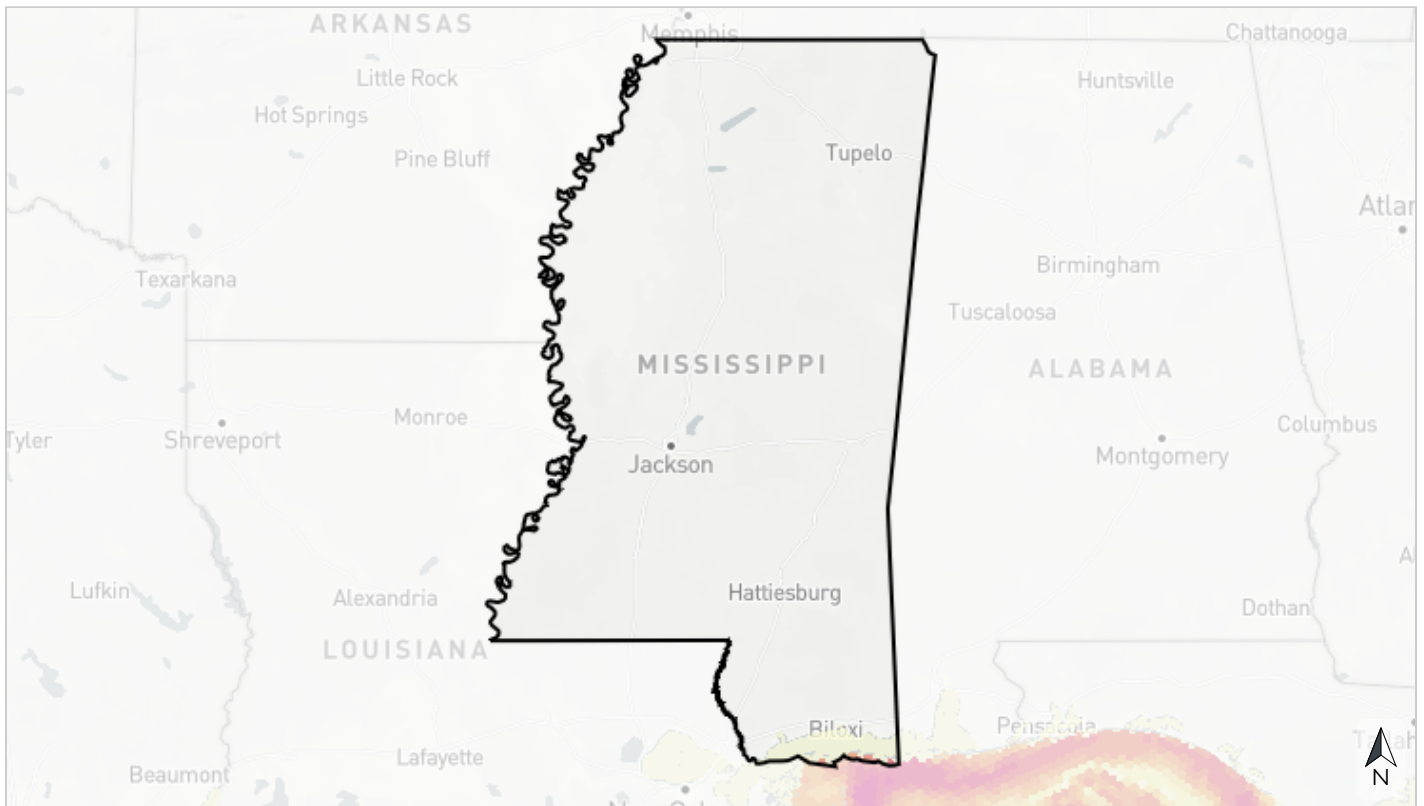 ARKANSAS
Memphis
Chattanooga
Little Rock
Huntsville
Hot Springs
Pine Bluff
Tupelo
Atlan
Texarkana
Birmingham
Tuscaloosa
MISSISSIPPI
ALABAMA
Monroe
Columbus
Tyler
Shreveport
Jackson
Montgomery
Lufkin
Alexandria
Hattiesburg
Dothan
LOUISIANA
Biloxi
Pensacola
Lafayette
Beaumont
N